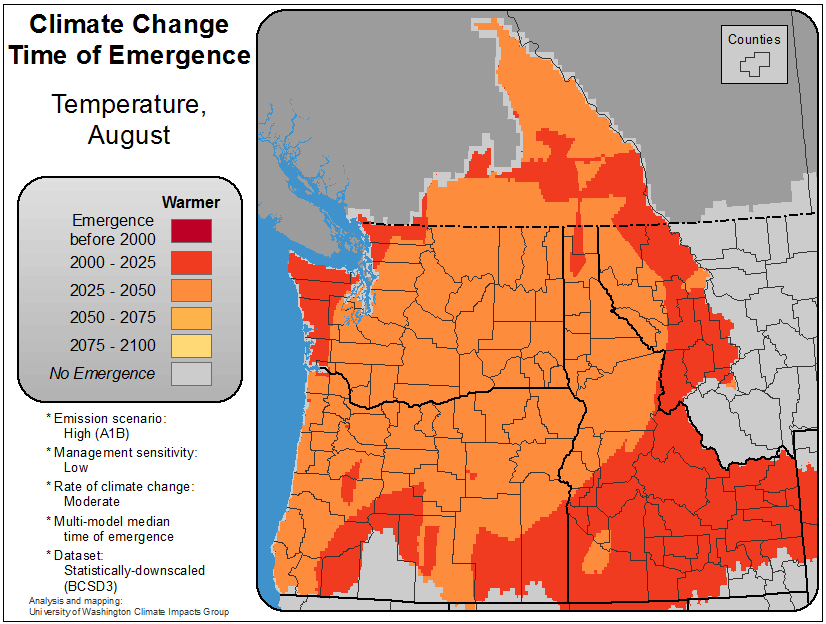 Climate Change
Time of Emergence
Temperature,
August
Warmer
Emergence
before 2000
2000 - 2025
2025 - 2050
2050 - 2075
2075 - 2100
No Emergence
* Emission scenario:
High (A1B)
* Management sensitivity:
Low
* Rate of climate change:
Moderate
* Multi-model median
time of emergence
* Dataset:
Statistically-downscaled
(BCSD3)
Analysis and mapping:
University of Washington Climate Impacts Group
Counties